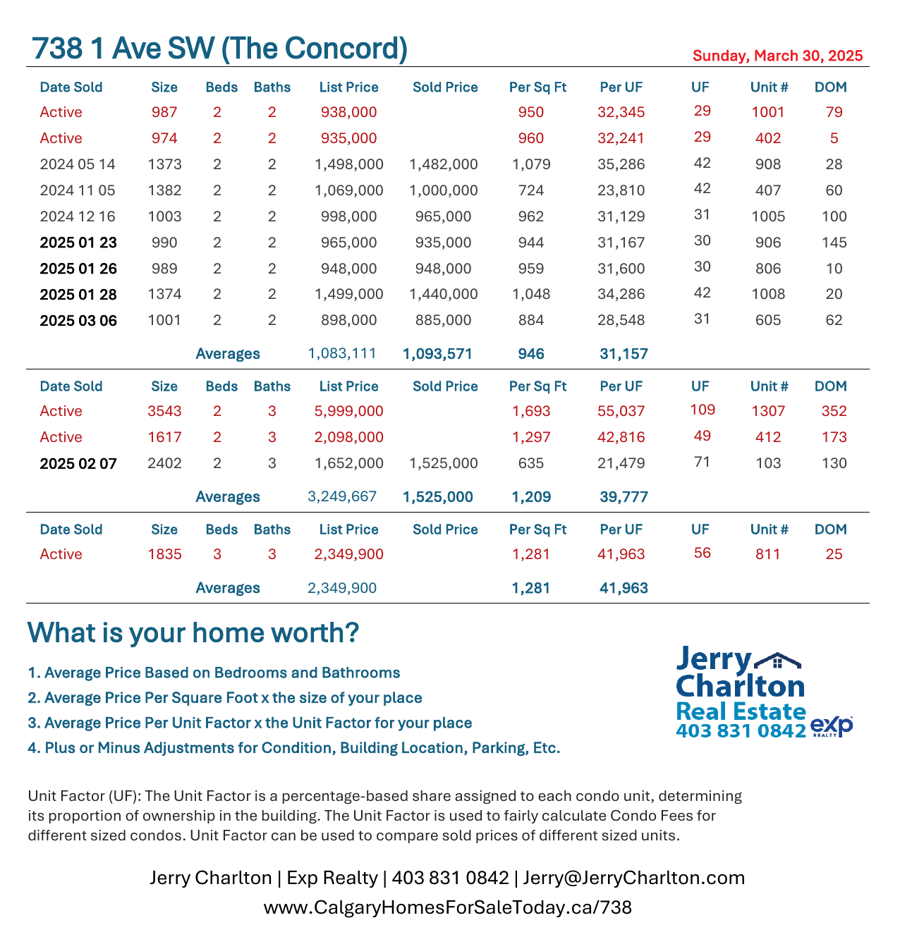 738 1 Ave SW (The Concord)
Sunday, March 30, 2025
Date Sold Size Beds Baths List Price Sold Price Per Sq Ft Per UF UF Unit # DOM
Active 987 2 2 938,000 950 32,345 29 1001 79
Active 974 2 2 935,000 960 32,241 29 402 5
2024 05 14 1373 2 2 1,498,000 1,482,000 1,079 35,286 42 908 28
2024 11 05 1382 2 2 1,069,000 1,000,000 724 23,810 42 407 60
2024 12 16 1003 2 2 998,000 965,000 962 31,129 31 1005 100
2025 01 23 990 2 2 965,000 935,000 944 31,167 30 906 145
2025 01 26 989 2 2 948,000 948,000 959 31,600 30 806 10
2025 01 28 1374 2 2 1,499,000 1,440,000 1,048 34,286 42 1008 20
2025 03 06 1001 2 2 898,000 885,000 884 28,548 31 605 62
Averages 1,083,111 1,093,571 946 31,157
Date Sold Size Beds Baths List Price Sold Price Per Sq Ft Per UF UF Unit # DOM
Active 3543 2 3 5,999,000 1,693 55,037 109 1307 352
Active 1617 2 3 2,098,000 1,297 42,816 49 412 173
2025 02 07 2402 2 3 1,652,000 1,525,000 635 21,479 71 103 130
Averages 3,249,667 1,525,000 1,209 39,777
Date Sold Size Beds Baths List Price Sold Price Per Sq Ft Per UF UF Unit # DOM
Active 1835 3 3 2,349,900 1,281 41,963 56 811 25
Averages 2,349,900 1,281 41,963
What is your home worth?
1. Average Price Based on Bedrooms and Bathrooms
2. Average Price Per Square Foot x the size of your place
3. Average Price Per Unit Factor x the Unit Factor for your place
4. Plus or Minus Adjustments for Condition, Building Location, Parking, Etc.
Jerry
Charlton
Real Estate
403 831 0842 exp
REALTY
Unit Factor (UF): The Unit Factor is a percentage-based share assigned to each condo unit, determining
its proportion of ownership in the building. The Unit Factor is used to fairly calculate Condo Fees for
different sized condos. Unit Factor can be used to compare sold prices of different sized units.
Jerry Charlton | Exp Realty | 403 831 0842 | Jerry@JerryCharlton.com
www.CalgaryHomesForSaleToday.ca/738